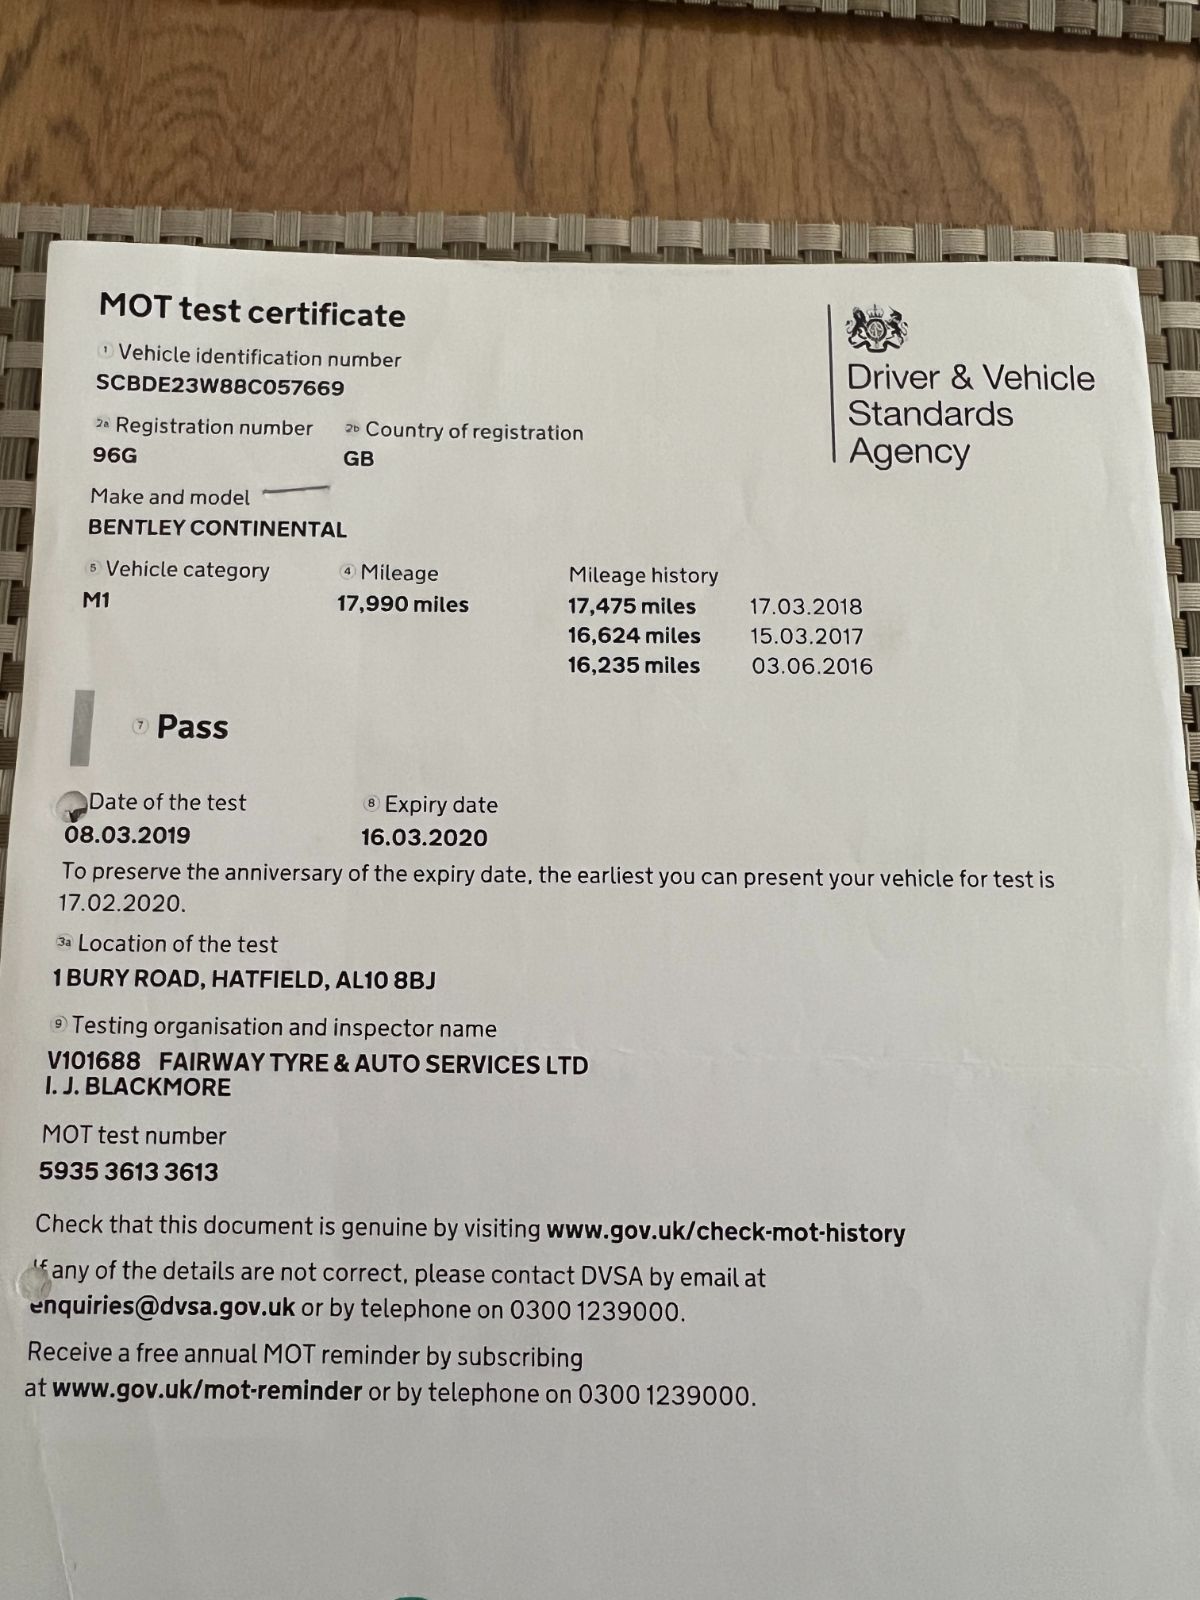 MOT test certificate
1 Vehicle identification number
SCBDE23W88C057669
2a Registration number 2b Country of registration
96G GB
Make and model
BENTLEY CONTINENTAL
5 Vehicle category 4 Mileage Mileage history
M1 17,990 miles 17,475 miles 17.03.2018
16,624 miles 15.03.2017
16,235 miles 03.06.2016
7 Pass
Date of the test 8 Expiry date
08.03.2019 16.03.2020
To preserve the anniversary of the expiry date, the earliest you can present your vehicle for test is
17.02.2020.
3a Location of the test
1 BURY ROAD, HATFIELD, AL10 8BJ
9 Testing organisation and inspector name
V101688 FAIRWAY TYRE & AUTO SERVICES LTD
I. J. BLACKMORE
MOT test number
5935 3613 3613
Check that this document is genuine by visiting www.gov.uk/check-mot-history
If any of the details are not correct, please contact DVSA by email at
enquiries@dvsa.gov.uk or by telephone on 0300 1239000.
Receive a free annual MOT reminder by subscribing
at www.gov.uk/mot-reminder or by telephone on 0300 1239000.
Driver & Vehicle
Standards
Agency